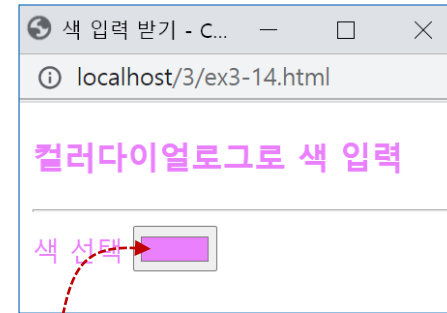 색 입력 받기 - C...
localhost/3/ex3-14.html
컬러다이얼로그로 색 입력
색 선택